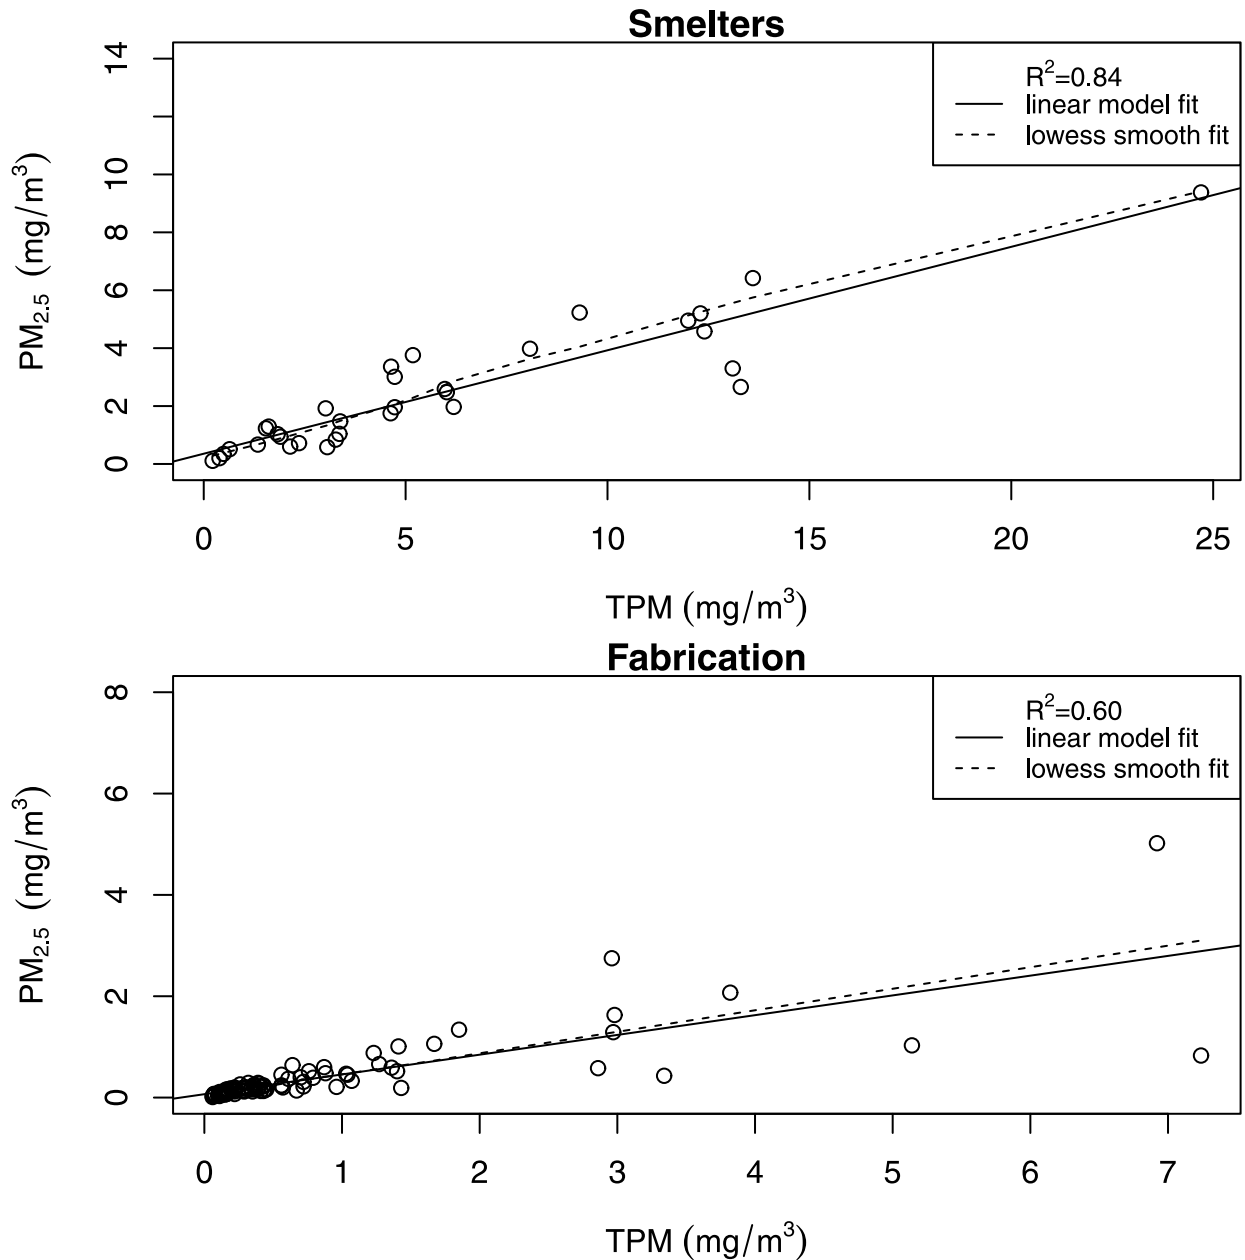 Smelters
14
10
8
6
4
2
0
PM2.5 (mg/m3)
R2=0.84
linear model fit
lowess smooth fit
0 5 10 15 20 25
TPM (mg/m3)
Fabrication
8
6
4
2
0
PM2.5 (mg/m3)
R2=0.60
linear model fit
lowess smooth fit
0 1 2 3 4 5 6 7
TPM (mg/m3)